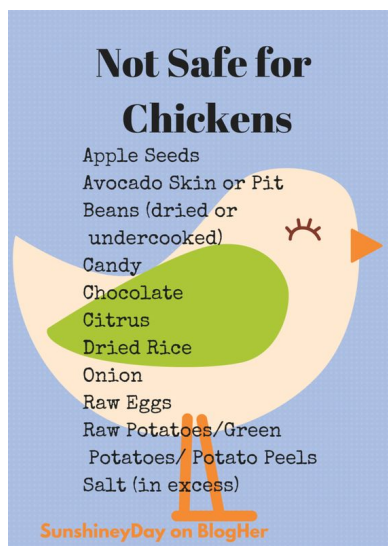 Not Safe for
Chickens
Apple Seeds
Avocado Skin or Pit
Beans (dried or
undercooked)
Candy
Chocolate
Citrus
Dried Rice
Onion
Raw Eggs
Raw Potatoes/Green
Potatoes/ Potato Peels
Salt (in excess)
SunshineyDay on BlogHer